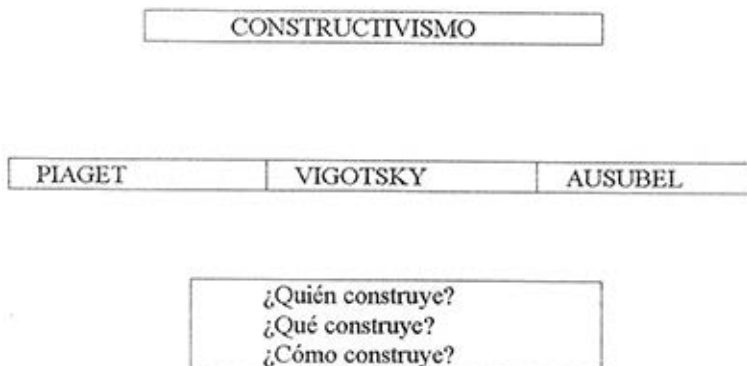 CONSTRUCTIVISMO
PIAGET VIGOTSKY AUSUBEL
¿Quién construye?
¿Qué construye?
¿Cómo construye?